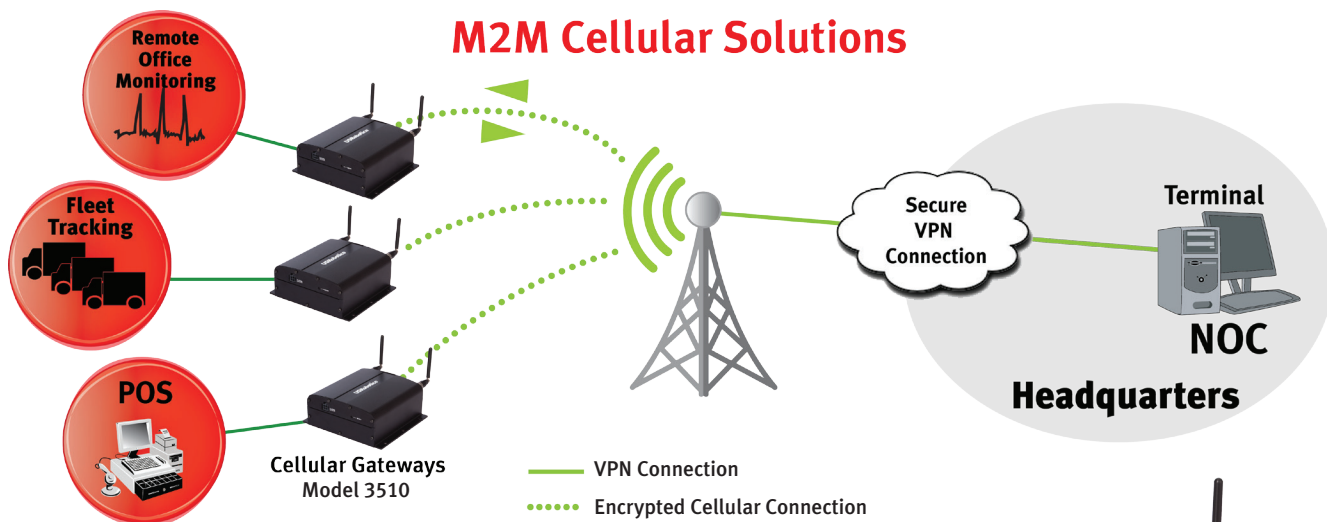 M2M Cellular Solutions
Remote
Office
Monitoring
Fleet
Tracking
POS
Cellular Gateways
Model 3510
VPN Connection
Encrypted Cellular Connection
Secure
VPN
Connection
Terminal
NOC
Headquarters